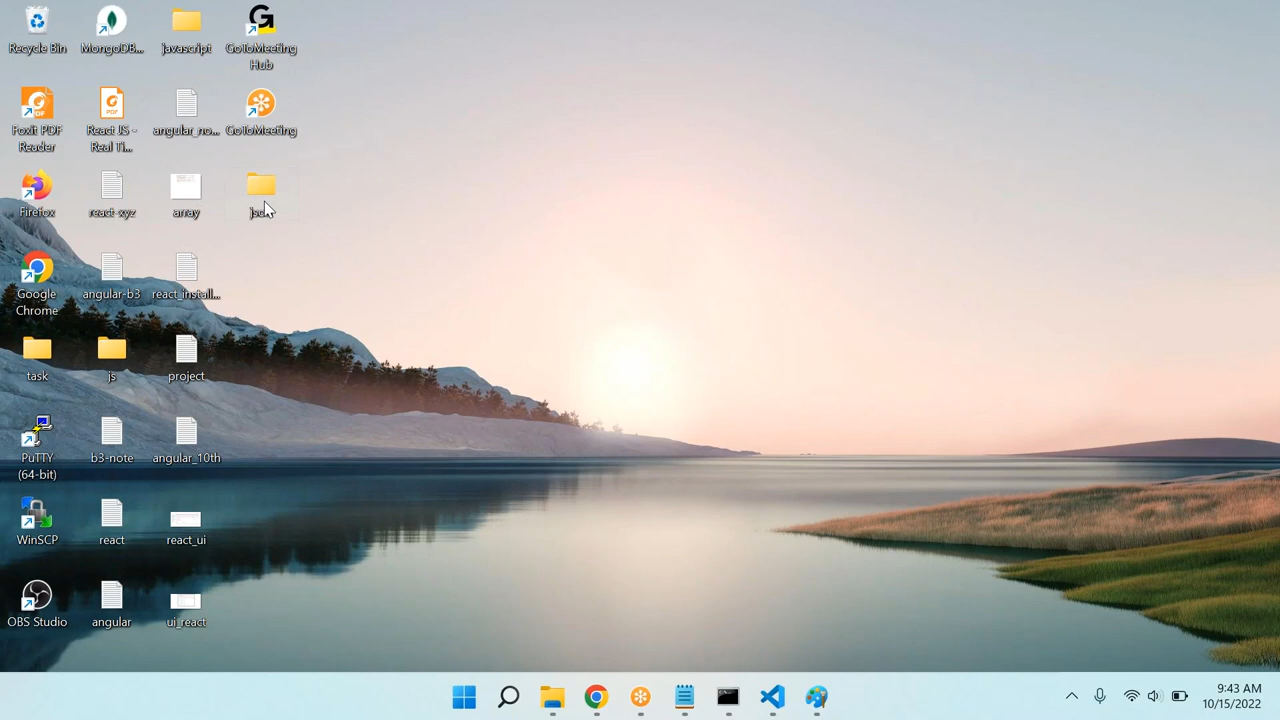 Recycle Bin
MongoDB...
javascript
GoToMeeting
Hub
Foxit PDF
Reader
React JS -
Real Ti...
angular_no...
GoToMeeting
Firefox
react-xyz
array
Google
Chrome
angular-b3
react_install...
task
js
project
PuTTY
(64-bit)
b3-note
angular_10th
WinSCP
react
react_ui
OBS Studio
angular
ui_react
9:43 AM
10/15/2022